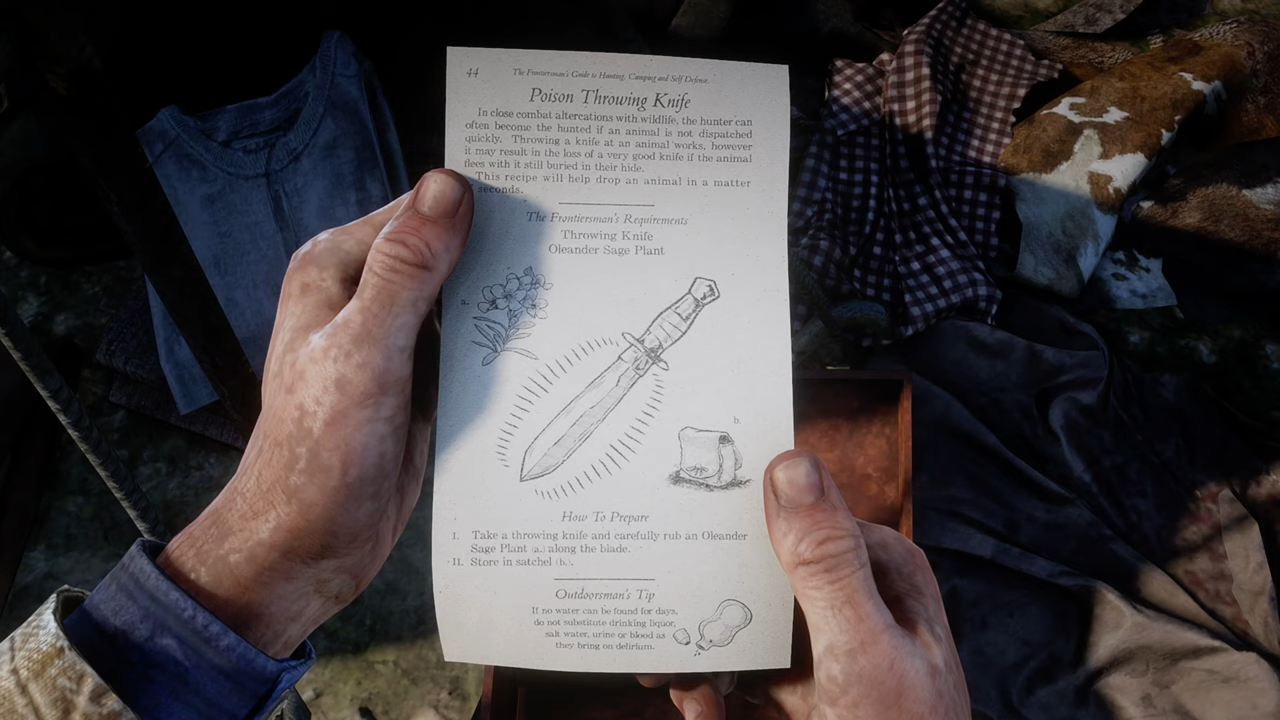 44 The Frontiersman's Guide to Hunting, Camping and Self Defense.
Poison Throwing Knife
In close combat altercations with wildlife, the hunter can
often become the hunted if an animal is not dispatched
quickly. Throwing a knife at an animal works, however
it may result in the loss of a very good knife if the animal
flees with it still buried in their hide.
This recipe will help drop an animal in a matter
seconds.
The Frontiersman's Requirements
Throwing Knife
Oleander Sage Plant
a.
b.
How To Prepare
I. Take a throwing knife and carefully rub an Oleander
Sage Plant (a.) along the blade.
II. Store in satchel (b.).
Outdoorsman's Tip
If no water can be found for days,
do not substitute drinking liquor,
salt water, urine or blood as
they bring on delirium.